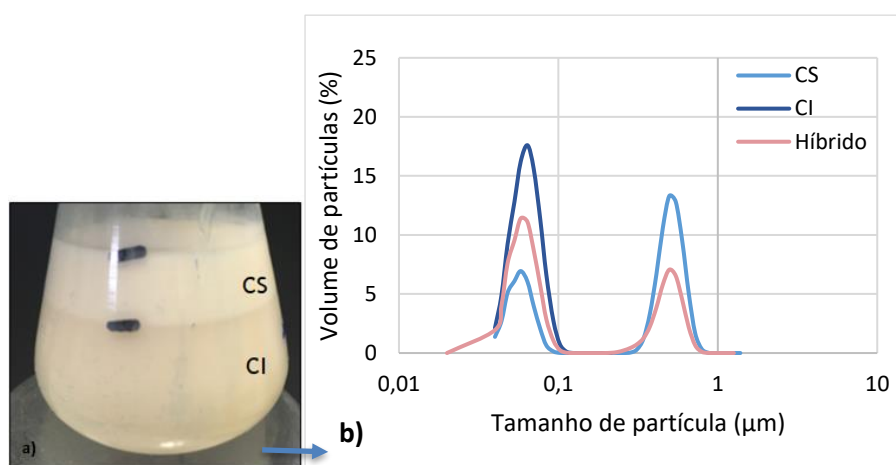 CS
CI
a)
b)
Volume de partículas (%)
25
20
15
10
5
0
0,01
0,1
1
10
Tamanho de partícula (µm)
CS
CI
Híbrido